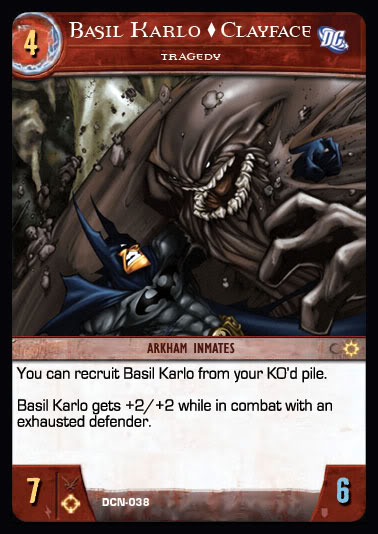 4
BASIL KARLO ♦ CLAYFACE
DC
TRAGEDY
ARKHAM INMATES
C
You can recruit Basil Karlo from your KO'd pile.
Basil Karlo gets +2/+2 while in combat with an
exhausted defender.
7
DCN-038
6